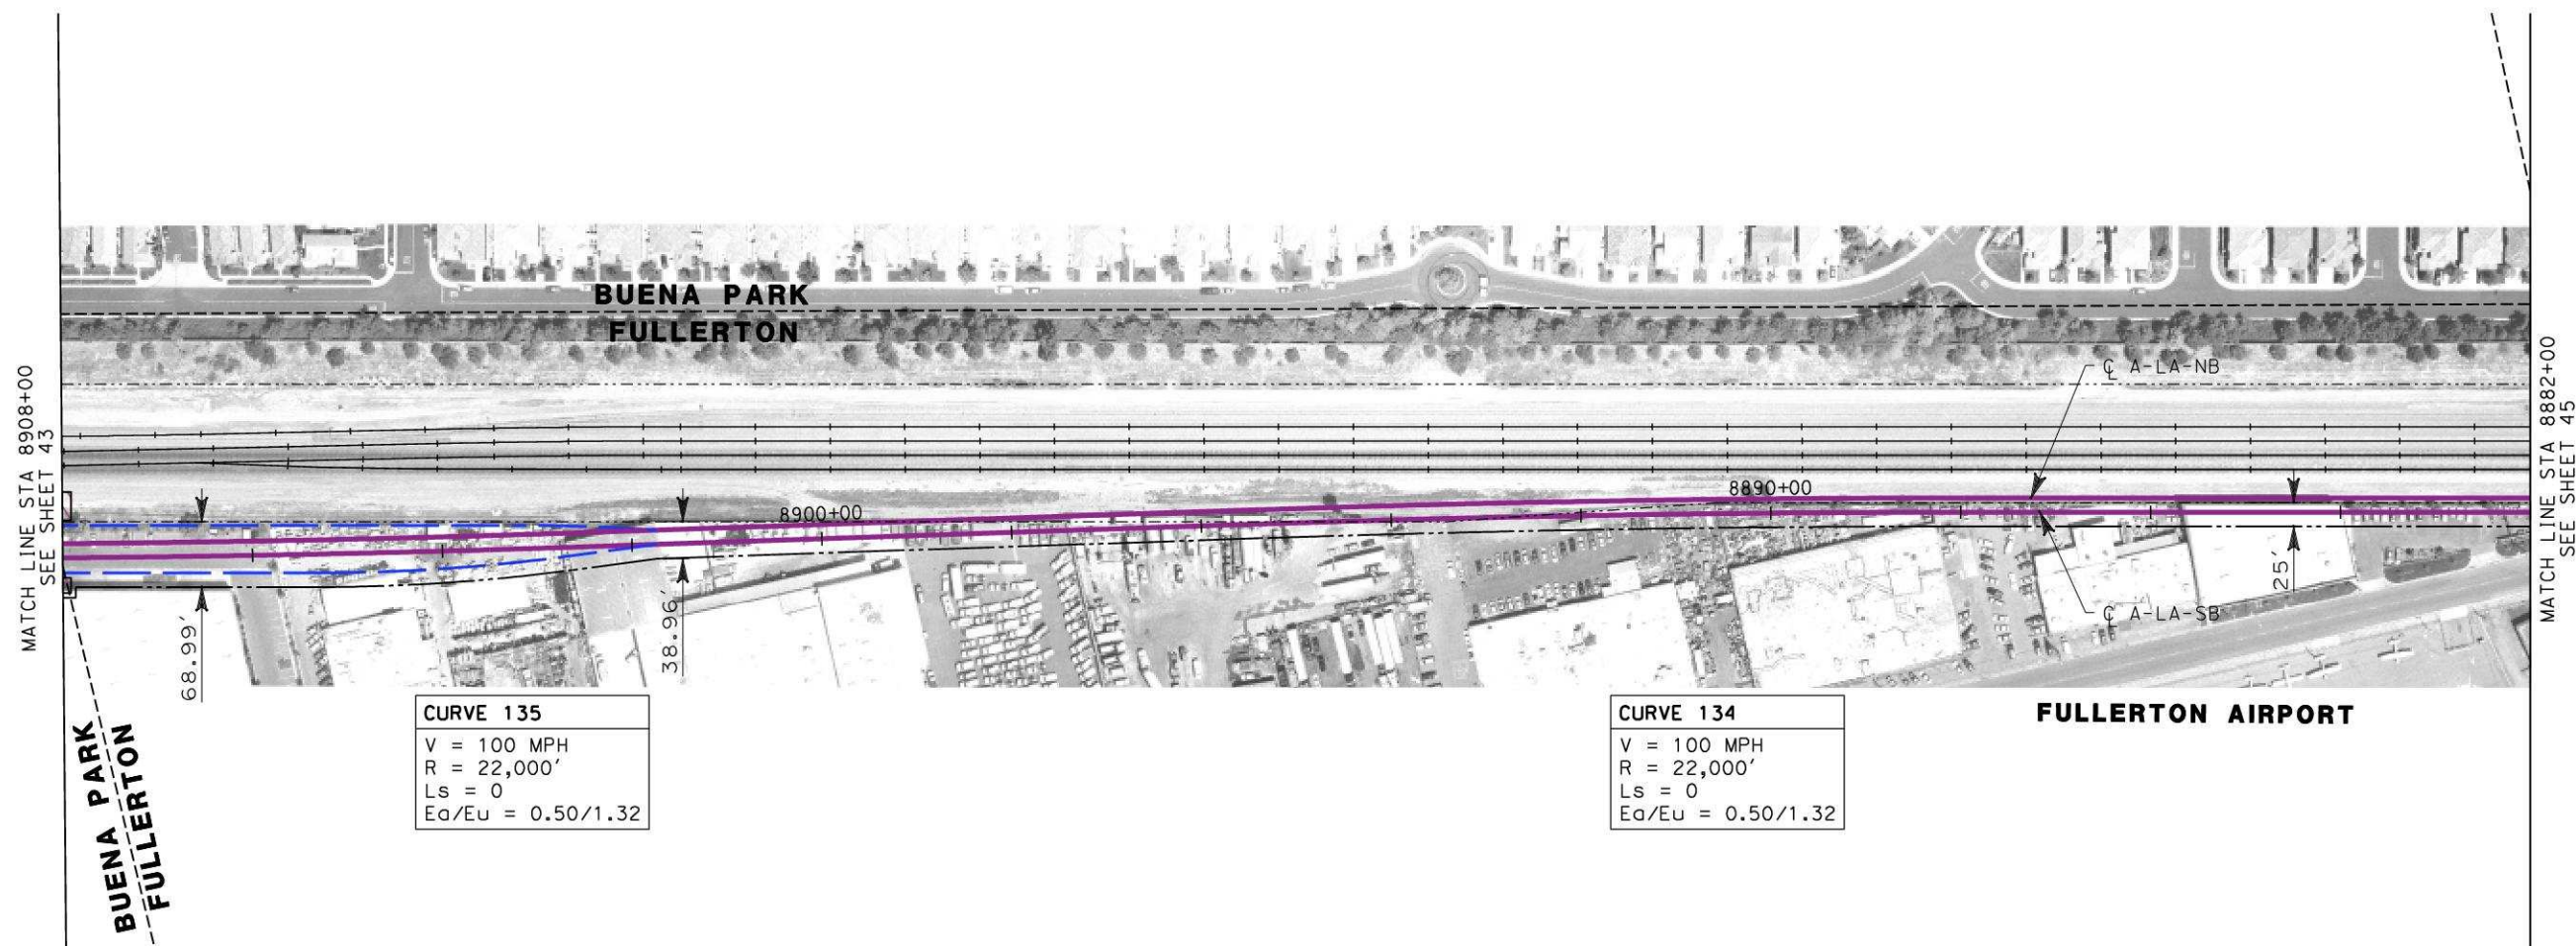 MATCH LINE STA 8908+00
SEE SHEET 43
BUENA PARK
FULLERTON
℄ A-LA-NB
8890+00
8900+00
MATCH LINE STA 8882+00
SEE SHEET 45
68.99'
38.96'
25'
℄ A-LA-SB
BUENA PARK
FULLERTON
CURVE 135
V = 100 MPH
R = 22,000'
Ls = 0
Ea/Eu = 0.50/1.32
CURVE 134
V = 100 MPH
R = 22,000'
Ls = 0
Ea/Eu = 0.50/1.32
FULLERTON AIRPORT